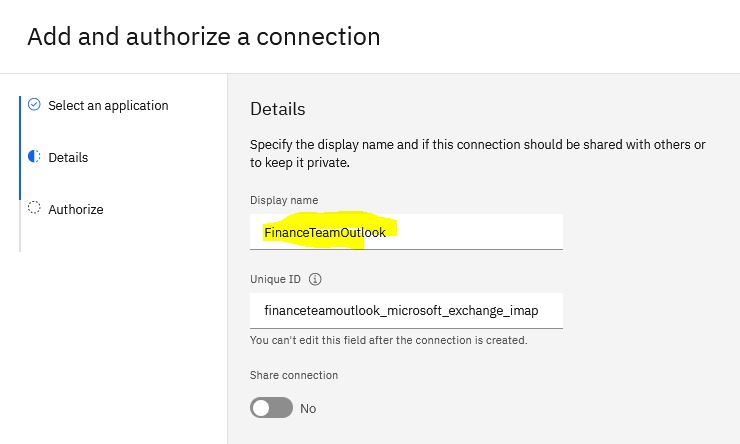 Add and authorize a connection
Select an application
Details
Authorize
Details
Specify the display name and if this connection should be shared with others or
to keep it private.
Display name
FinanceTeamOutlook
Unique ID
financeteamoutlook_microsoft_exchange_imap
You can't edit this field after the connection is created.
Share connection
No